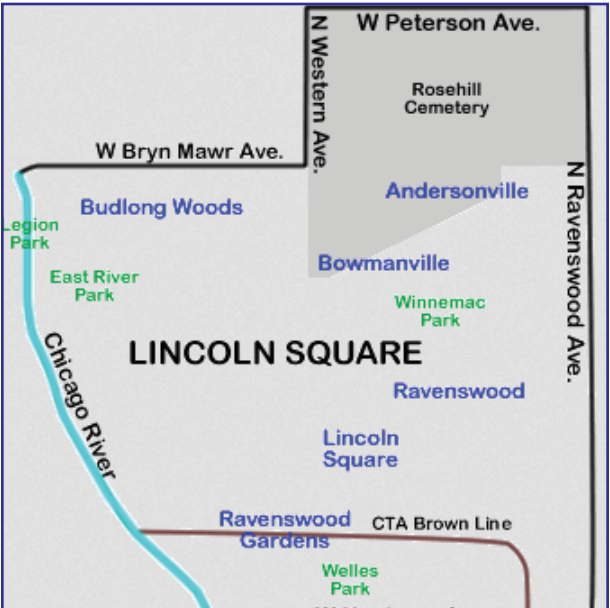 W Peterson Ave.
N Western Ave.
Rosehill
Cemetery
W Bryn Mawr Ave.
N Ravenswood Ave.
Andersonville
Budlong Woods
Legion
Park
Bowmanville
East River
Park
Winnemac
Park
LINCOLN SQUARE
Chicago River
Ravenswood
Lincoln
Square
Ravenswood
Gardens
CTA Brown Line
Welles
Park